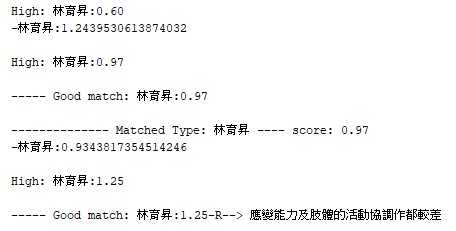 High: 林育昇:0.60
-林育昇:1.2439530613874032
High: 林育昇:0.97
----- Good match: 林育昇:0.97
-------------- Matched Type: 林育昇 ---- score: 0.97
-林育昇:0.9343817354514246
High: 林育昇:1.25
----- Good match: 林育昇:1.25-R--> 應變能力及肢體的活動協調作都較差